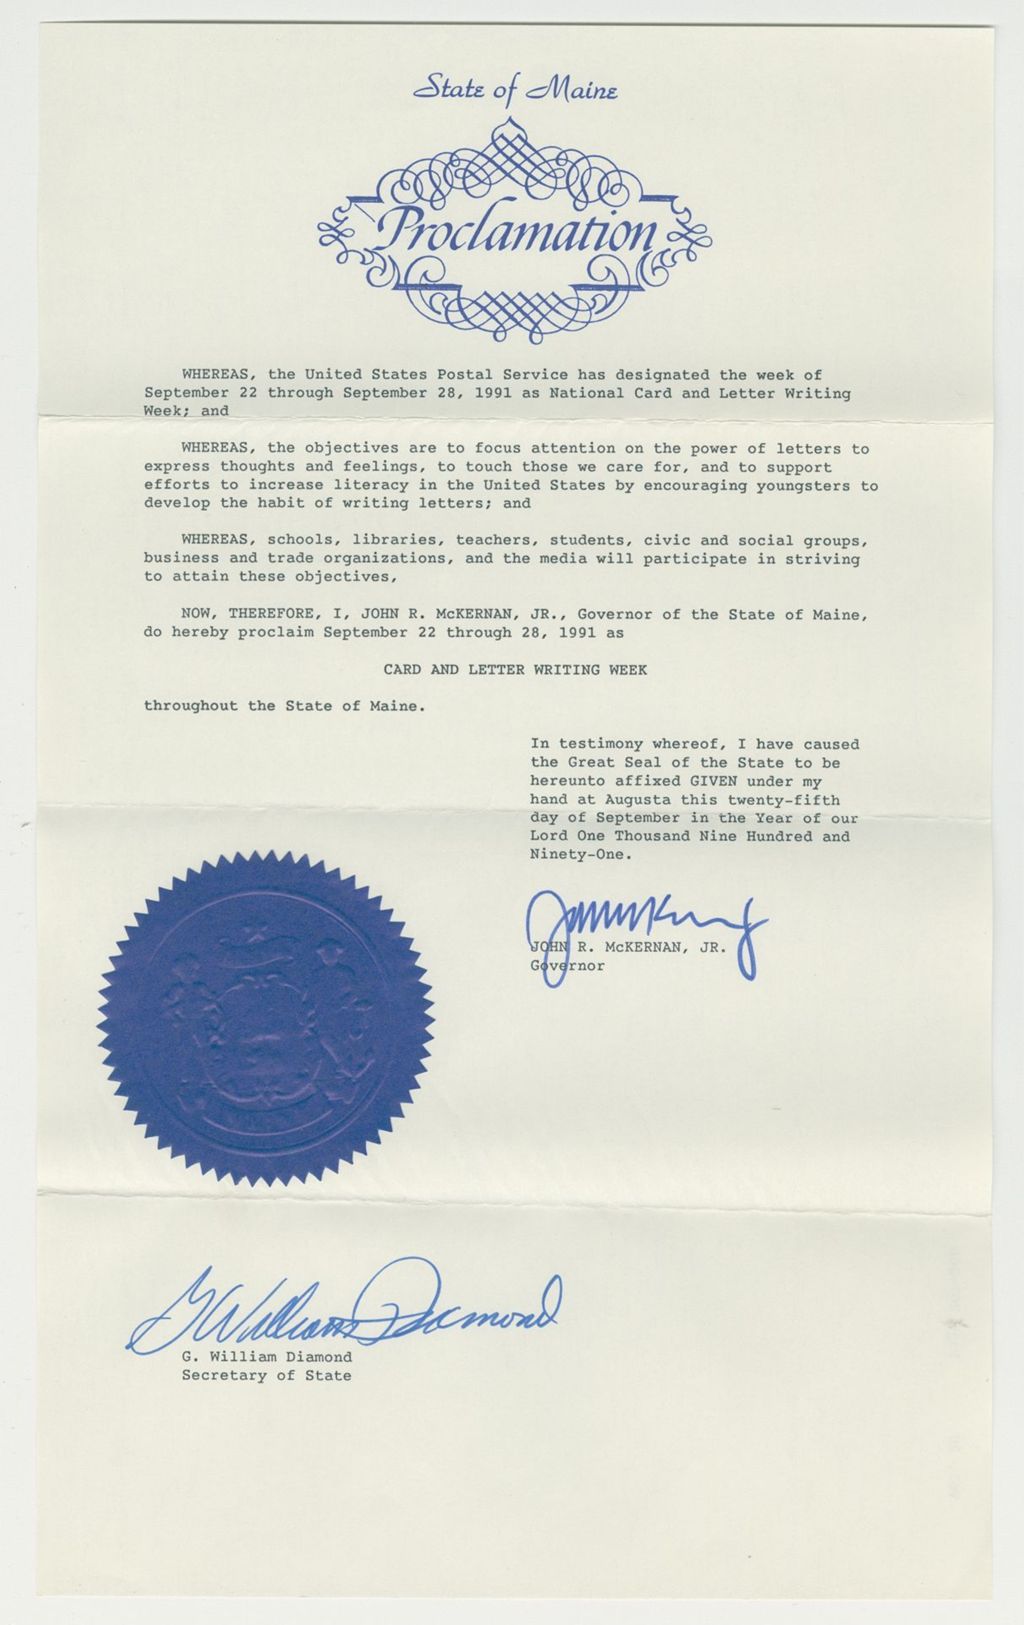 State of Maine
Proclamation
WHEREAS, the United States Postal Service has designated the week of
September 22 through September 28, 1991 as National Card and Letter Writing
Week; and
WHEREAS, the objectives are to focus attention on the power of letters to
express thoughts and feelings, to touch those we care for, and to support
efforts to increase literacy in the United States by encouraging youngsters to
develop the habit of writing letters; and
WHEREAS, schools, libraries, teachers, students, civic and social groups,
business and trade organizations, and the media will participate in striving
to attain these objectives,
NOW, THEREFORE, I, JOHN R. McKERNAN, JR., Governor of the State of Maine,
do hereby proclaim September 22 through 28, 1991 as
CARD AND LETTER WRITING WEEK
throughout the State of Maine.
In testimony whereof, I have caused
the Great Seal of the State to be
hereunto affixed GIVEN under my
hand at Augusta this twenty-fifth
day of September in the Year of our
Lord One Thousand Nine Hundred and
Ninety-One.
JOHN R. McKERNAN, JR.
Governor
G William Diamond
G. William Diamond
Secretary of State